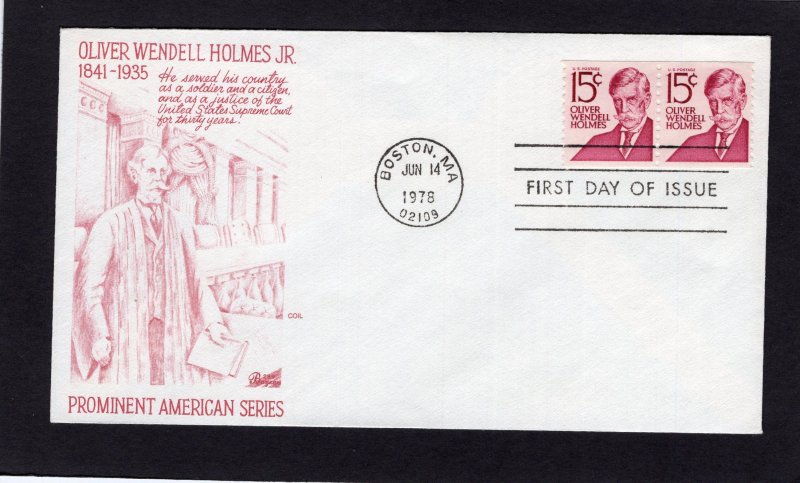 OLIVER WENDELL HOLMES JR.
1841-1935
He served his country
as a soldier and a citizen,
and as a justice of the
United States Supreme Court
for thirty years.
COIL
PROMINENT AMERICAN SERIES
BOSTON, MA
JUN 14
1978
02109
U.S. POSTAGE
15¢
OLIVER
WENDELL
HOLMES
U.S. POSTAGE
15¢
OLIVER
WENDELL
HOLMES
FIRST DAY OF ISSUE